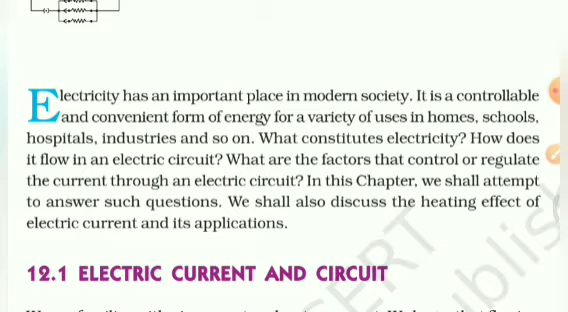 Electricity has an important place in modern society. It is a controllable
and convenient form of energy for a variety of uses in homes, schools,
hospitals, industries and so on. What constitutes electricity? How does
it flow in an electric circuit? What are the factors that control or regulate
the current through an electric circuit? In this Chapter, we shall attempt
to answer such questions. We shall also discuss the heating effect of
electric current and its applications.
12.1 ELECTRIC CURRENT AND CIRCUIT